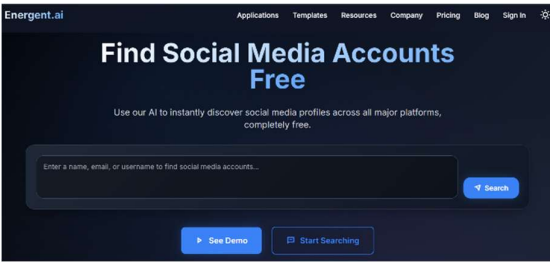 Energent.ai
Applications Templates Resources Company Pricing Blog Sign In
Find Social Media Accounts
Free
Use our AI to instantly discover social media profiles across all major platforms,
completely free.
Enter a name, email, or username to find social media accounts...
Search
See Demo
Start Searching